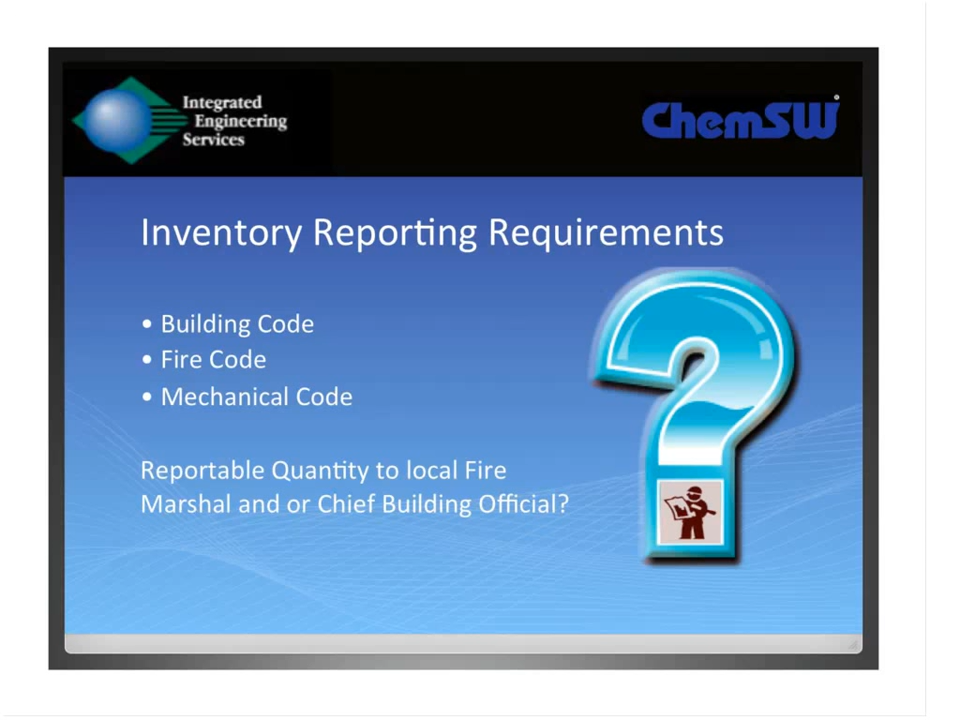 Integrated
Engineering
Services
ChemSW®
Inventory Reporting Requirements
• Building Code
• Fire Code
• Mechanical Code
Reportable Quantity to local Fire
Marshal and or Chief Building Official?